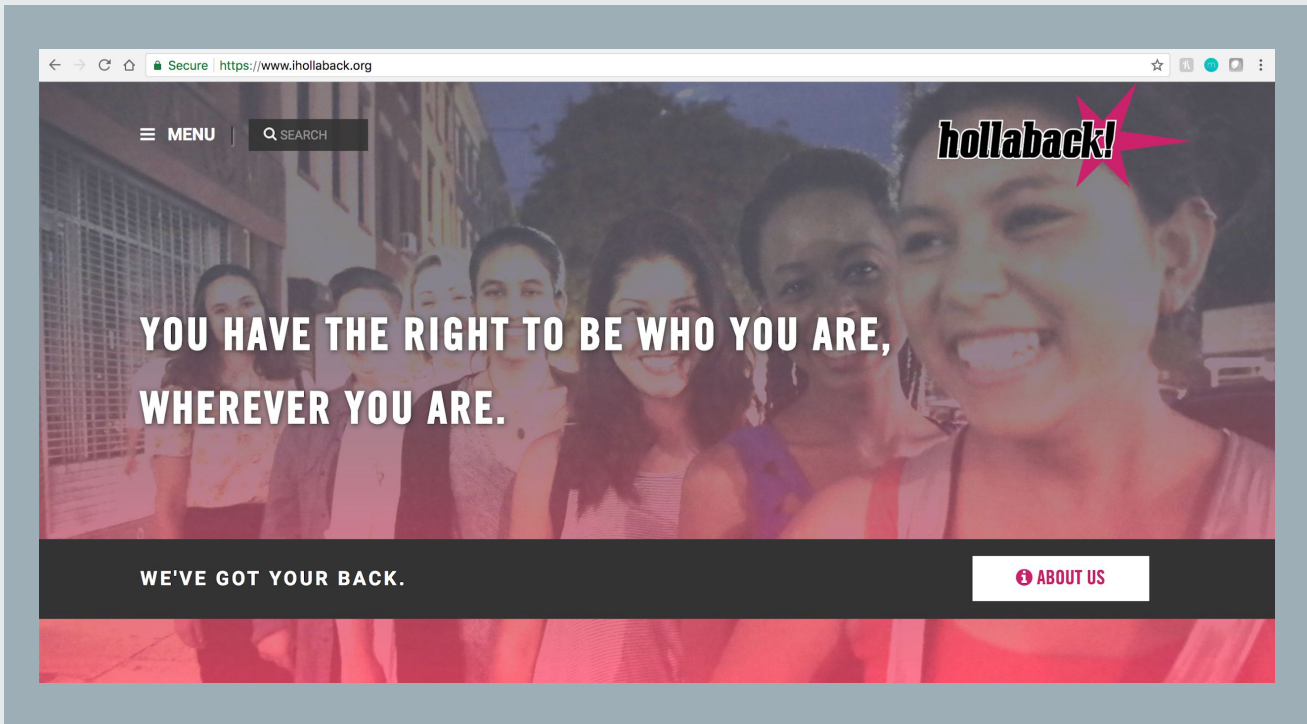 Secure https://www.ihollaback.org
MENU SEARCH
hollaback!
YOU HAVE THE RIGHT TO BE WHO YOU ARE,
WHEREVER YOU ARE.
WE'VE GOT YOUR BACK.
ABOUT US